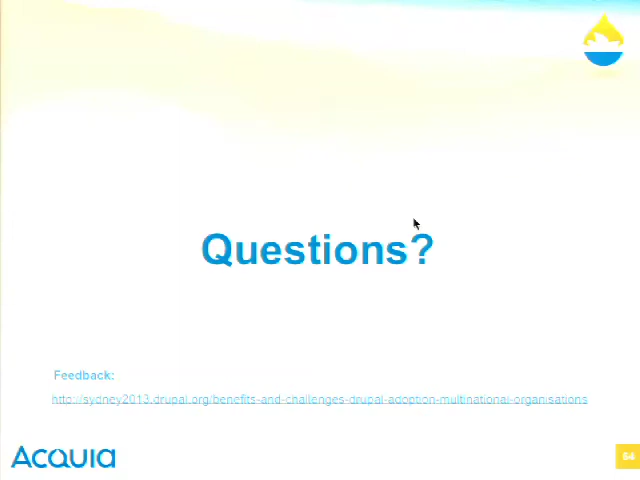 Questions?
Feedback:
http://sydney2013.drupal.org/benefits-and-challenges-drupal-adoption-multinational-organisations
Acquia
64